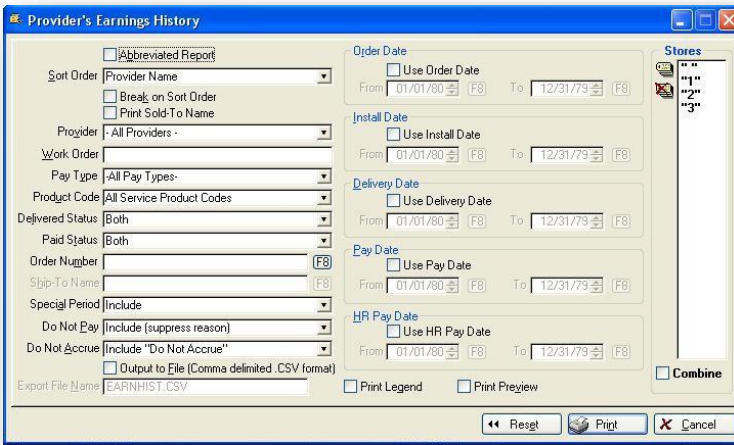 Provider's Earnings History
Abbreviated Report
Sort Order Provider Name
Break on Sort Order
Print Sold-To Name
Provider - All Providers -
Work Order
Pay Type -All Pay Types-
Product Code All Service Product Codes
Delivered Status Both
Paid Status Both
Order Number F8
Ship-To Name F8
Special Period Include
Do Not Pay Include (suppress reason)
Do Not Accrue Include "Do Not Accrue"
Output to File (Comma delimited .CSV format)
Export File Name EARNHIST.CSV
Order Date
Use Order Date
From 01/01/80 F8 To 12/31/79 F8
Install Date
Use Install Date
From 01/01/80 F8 To 12/31/79 F8
Delivery Date
Use Delivery Date
From 01/01/80 F8 To 12/31/79 F8
Pay Date
Use Pay Date
From 01/01/80 F8 To 12/31/79 F8
HR Pay Date
Use HR Pay Date
From 01/01/80 F8 To 12/31/79 F8
Print Legend Print Preview
Stores
" "
"1"
"2"
"3"
Combine
Reset Print Cancel